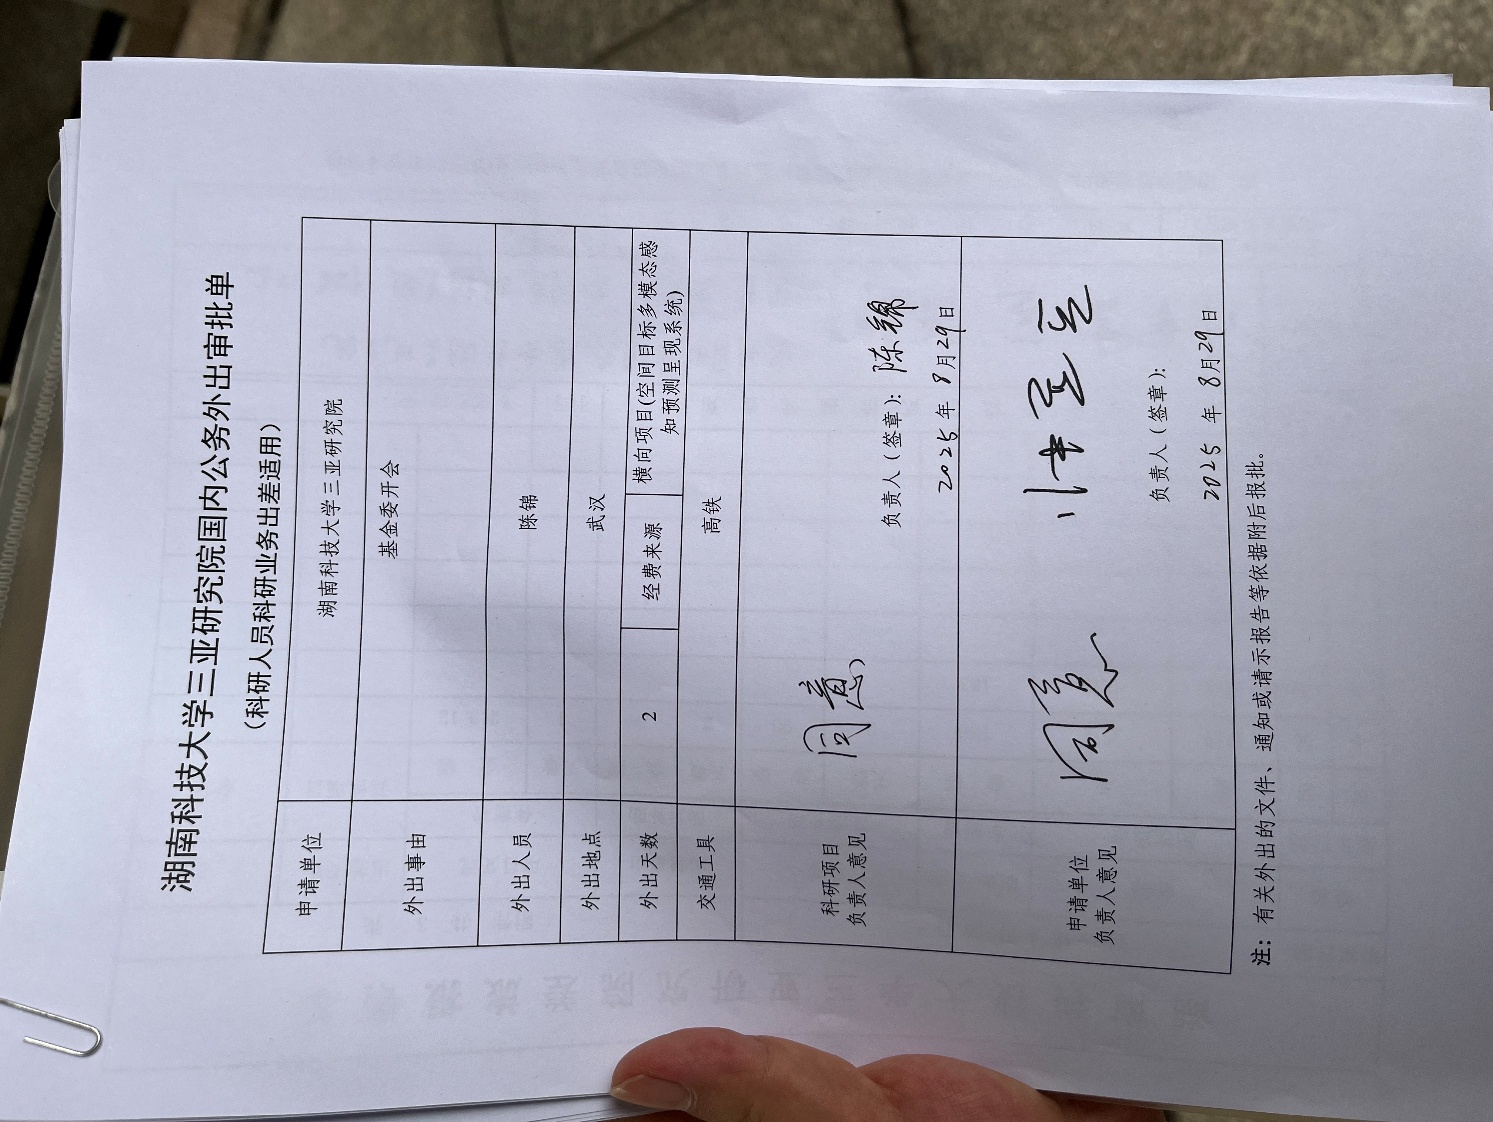 湖南科技大学三亚研究院国内公务外出审批单
（科研人员科研业务出差适用）
申请单位 湖南科技大学三亚研究院
外出事由 基金委开会
外出人员 陈锦
外出地点 武汉
外出天数 2 经费来源 横向项目(空间目标多模态感
知预测呈现系统)
交通工具 高铁
科研项目
负责人意见
同意
负责人（签章）：陈锦
2025年8月29日
申请单位
负责人意见
同意
负责人（签章）：
2025年8月29日
注：有关外出的文件、通知或请示报告等依据附后报批。